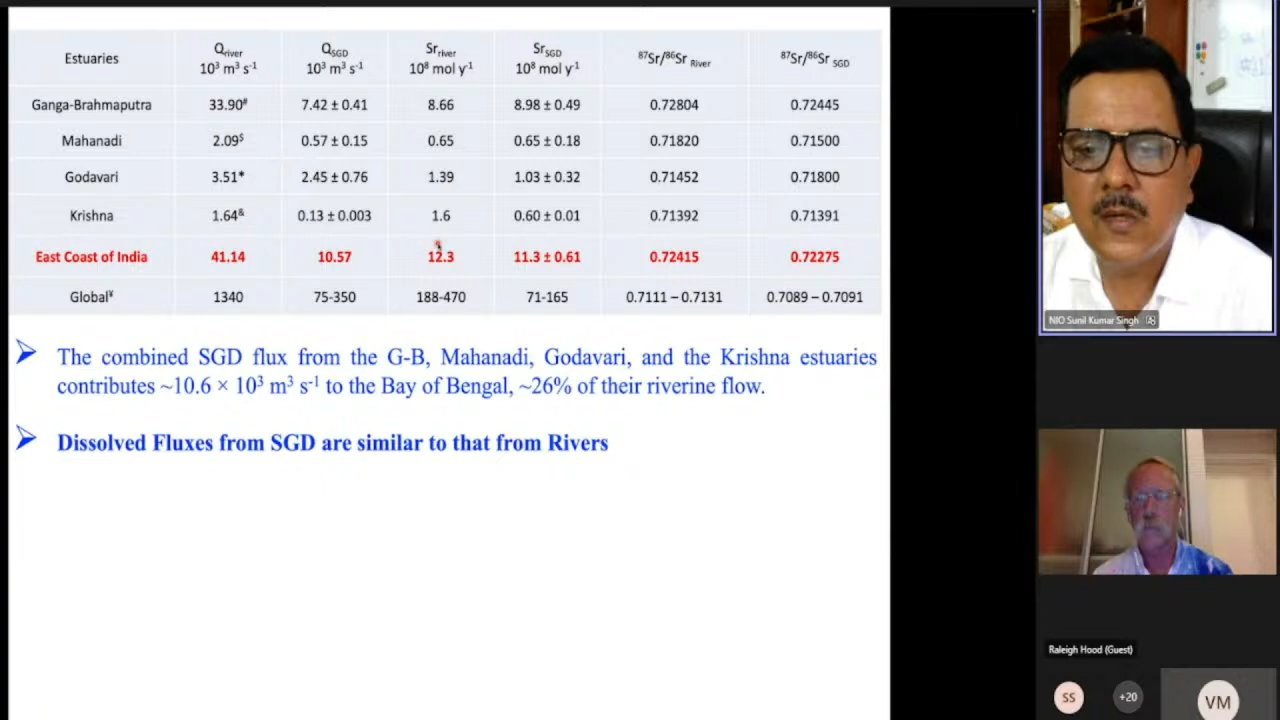 Estuaries Q_river 10³ m³ s⁻¹ Q_SGD 10³ m³ s⁻¹ Sr_river 10⁸ mol y⁻¹ Sr_SGD 10⁸ mol y⁻¹ ⁸⁷Sr/⁸⁶Sr River ⁸⁷Sr/⁸⁶Sr SGD
Ganga-Brahmaputra 33.90# 7.42 ± 0.41 8.66 8.98 ± 0.49 0.72804 0.72445
Mahanadi 2.09$ 0.57 ± 0.15 0.65 0.65 ± 0.18 0.71820 0.71500
Godavari 3.51* 2.45 ± 0.76 1.39 1.03 ± 0.32 0.71452 0.71800
Krishna 1.64& 0.13 ± 0.003 1.6 0.60 ± 0.01 0.71392 0.71391
East Coast of India 41.14 10.57 12.3 11.3 ± 0.61 0.72415 0.72275
Global¥ 1340 75-350 188-470 71-165 0.7111 – 0.7131 0.7089 – 0.7091
The combined SGD flux from the G-B, Mahanadi, Godavari, and the Krishna estuaries
contributes ~10.6 × 10³ m³ s⁻¹ to the Bay of Bengal, ~26% of their riverine flow.
Dissolved Fluxes from SGD are similar to that from Rivers
NIO Sunil Kumar Singh
Raleigh Hood (Guest)
SS +20 VM